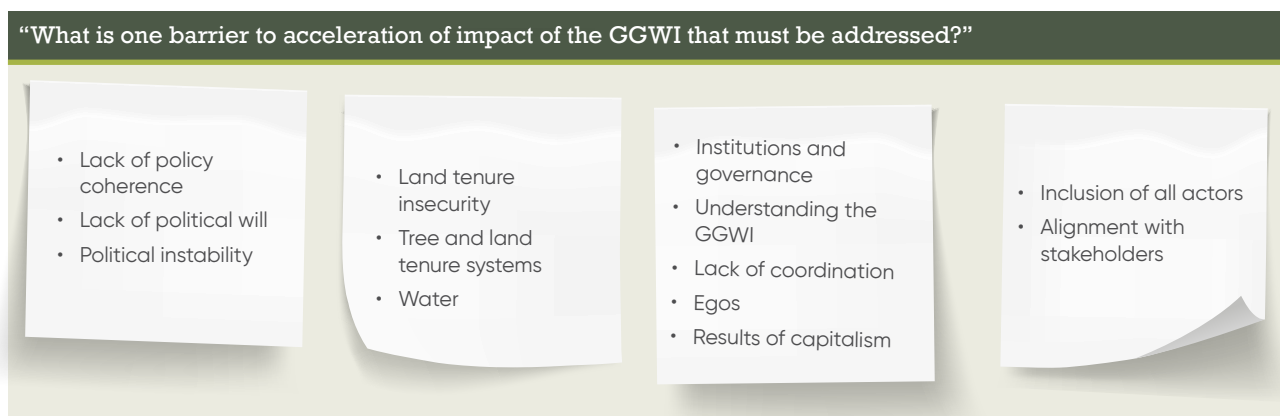 “What is one barrier to acceleration of impact of the GGWI that must be addressed?”
• Lack of policy
coherence
• Lack of political will
• Political instability
• Land tenure
insecurity
• Tree and land
tenure systems
• Water
• Institutions and
governance
• Understanding the
GGWI
• Lack of coordination
• Egos
• Results of capitalism
• Inclusion of all actors
• Alignment with
stakeholders